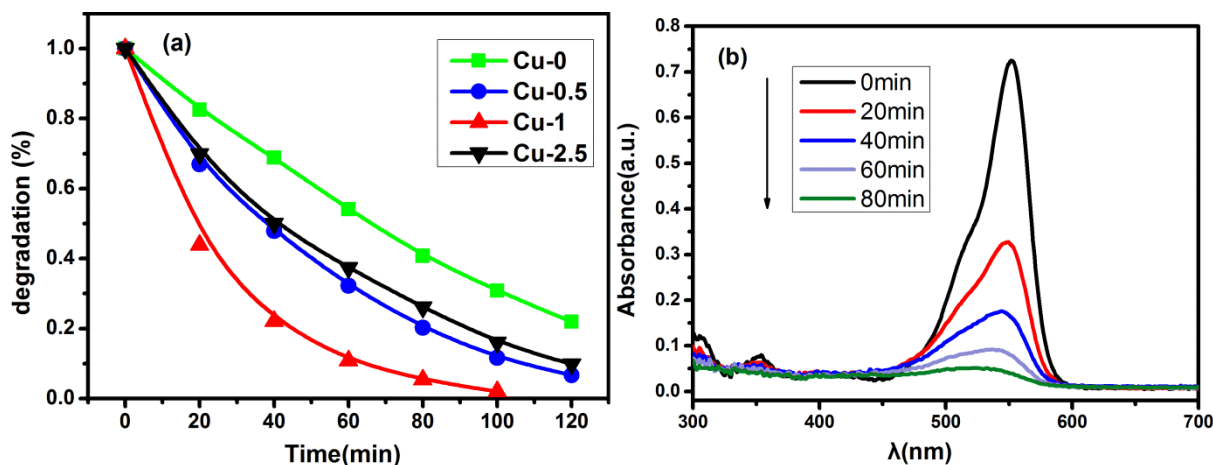 (a)
Cu-0
Cu-0.5
Cu-1
Cu-2.5
degradation (%)
1.0
0.8
0.6
0.4
0.2
0.0
0 20 40 60 80 100 120
Time(min)
(b)
0min
20min
40min
60min
80min
Absorbance(a.u.)
0.8
0.7
0.6
0.5
0.4
0.3
0.2
0.1
0.0
300 400 500 600 700
λ(nm)